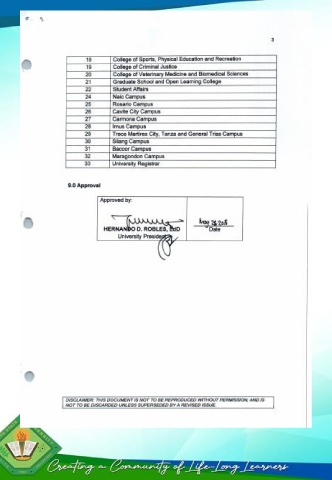 3
18 College of Sports, Physical Education and Recreation
19 College of Criminal Justice
20 College of Veterinary Medicine and Biomedical Sciences
21 Graduate School and Open Learning College
22 Student Affairs
24 Naic Campus
25 Rosario Campus
26 Cavite City Campus
27 Carmona Campus
28 Imus Campus
29 Trece Martires City, Tanza and General Trias Campus
30 Silang Campus
31 Bacoor Campus
32 Maragondon Campus
33 University Registrar
9.0 Approval
Approved by:
HERNANDO D. ROBLES, EdD
University President
Date
DISCLAIMER: THIS DOCUMENT IS NOT TO BE REPRODUCED WITHOUT PERMISSION, AND IS
NOT TO BE DISCARDED UNLESS SUPERSEDED BY A REVISED ISSUE.
Creating a Community of Life-Long Learners